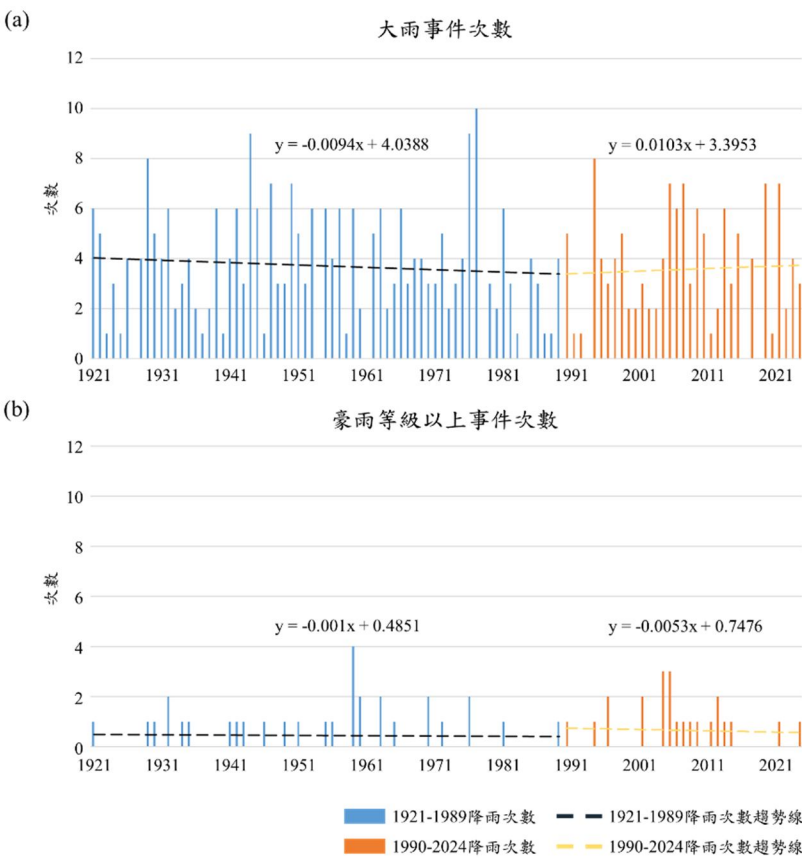 (a)
大雨事件次數
12
10
y = -0.0094x + 4.0388
y = 0.0103x + 3.3953
8
次數
6
4
2
0
1921 1931 1941 1951 1961 1971 1981 1991 2001 2011 2021
(b)
豪雨等級以上事件次數
12
10
8
次數
6
y = -0.001x + 0.4851
y = -0.0053x + 0.7476
4
2
0
1921 1931 1941 1951 1961 1971 1981 1991 2001 2011 2021
1921-1989降雨次數
1921-1989降雨次數趨勢線
1990-2024降雨次數
1990-2024降雨次數趨勢線